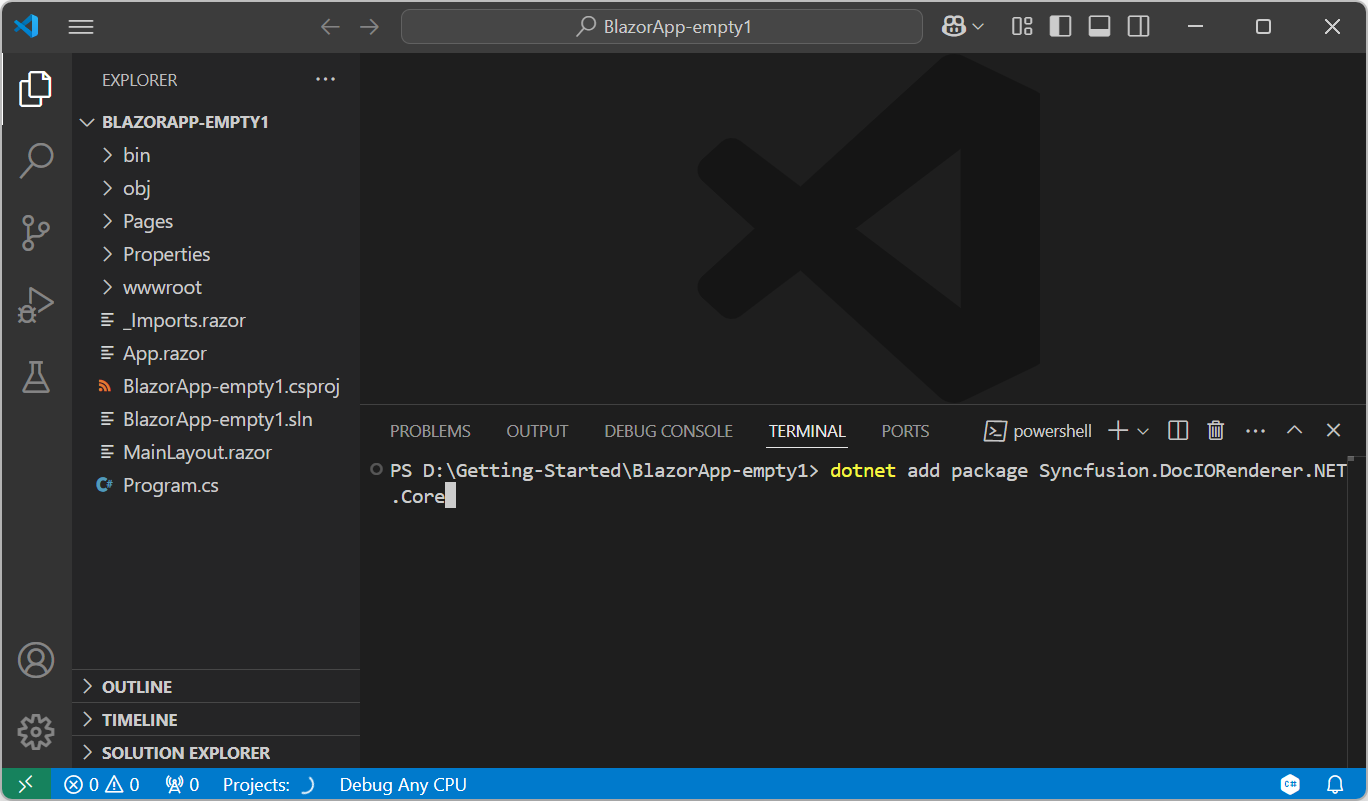 BlazorApp-empty1
EXPLORER
BLAZORAPP-EMPTY1
bin
obj
Pages
Properties
wwwroot
_Imports.razor
App.razor
BlazorApp-empty1.csproj
BlazorApp-empty1.sln
MainLayout.razor
C# Program.cs
OUTLINE
TIMELINE
SOLUTION EXPLORER
PROBLEMS OUTPUT DEBUG CONSOLE TERMINAL PORTS powershell
PS D:\Getting-Started\BlazorApp-empty1> dotnet add package Syncfusion.DocIORenderer.NET
.Core
0 0 0 Projects: Debug Any CPU C#